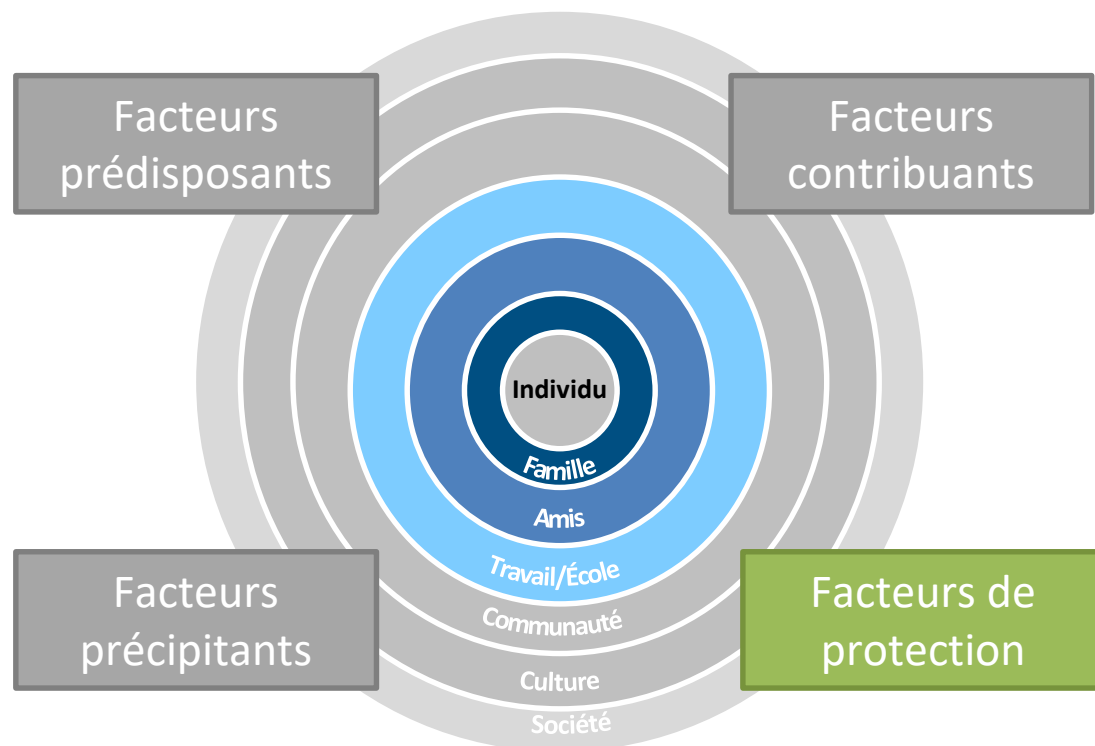 Facteurs
prédisposants
Facteurs
contribuants
Individu
Famille
Amis
Travail/École
Communauté
Culture
Société
Facteurs
précipitants
Facteurs de
protection